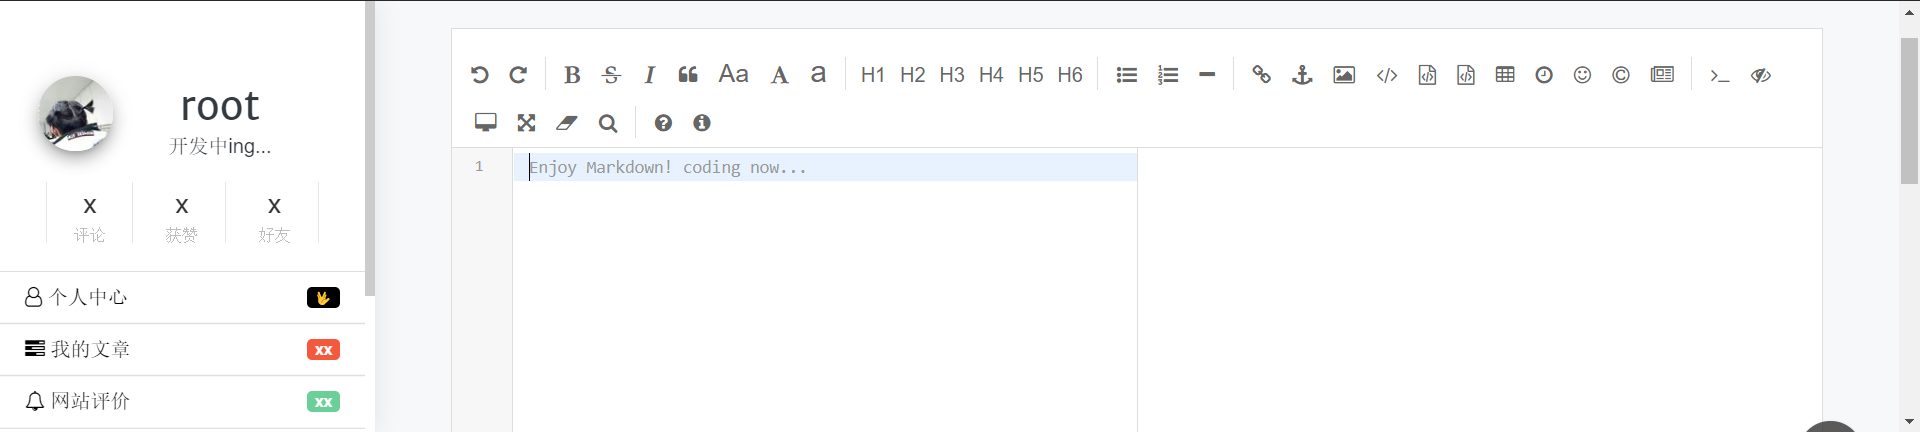 root
开发中ing...
x x x
评论 获赞 好友
个人中心
我的文章 xx
网站评价 xx
B S I Aa A a H1 H2 H3 H4 H5 H6
1 Enjoy Markdown! coding now...